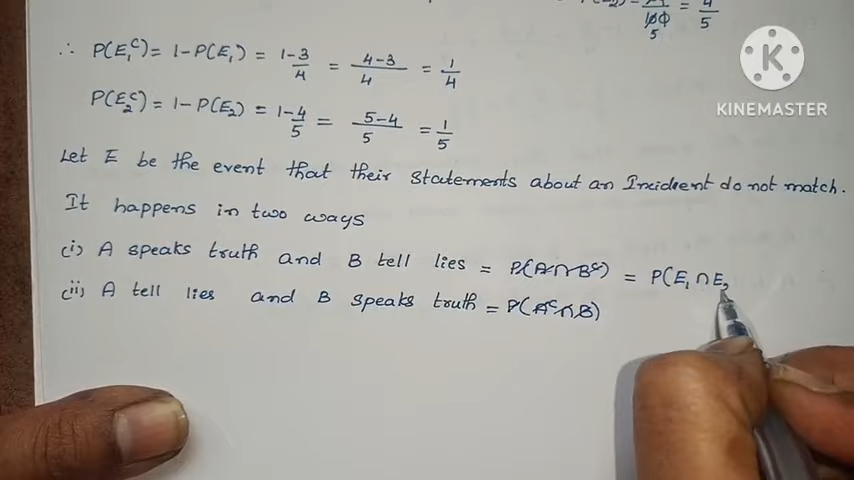 10 5 = 4/5
∴ P(E₁ᶜ) = 1 - P(E₁) = 1-3/4 = 4-3/4 = 1/4
P(E₂ᶜ) = 1 - P(E₂) = 1-4/5 = 5-4/5 = 1/5
Let E be the event that their statements about an Incident do not match.
It happens in two ways
(i) A speaks truth and B tell lies = P(A∩Bᶜ) = P(E₁∩E₂
(ii) A tell lies and B speaks truth = P(Aᶜ∩B)
KINEMASTER